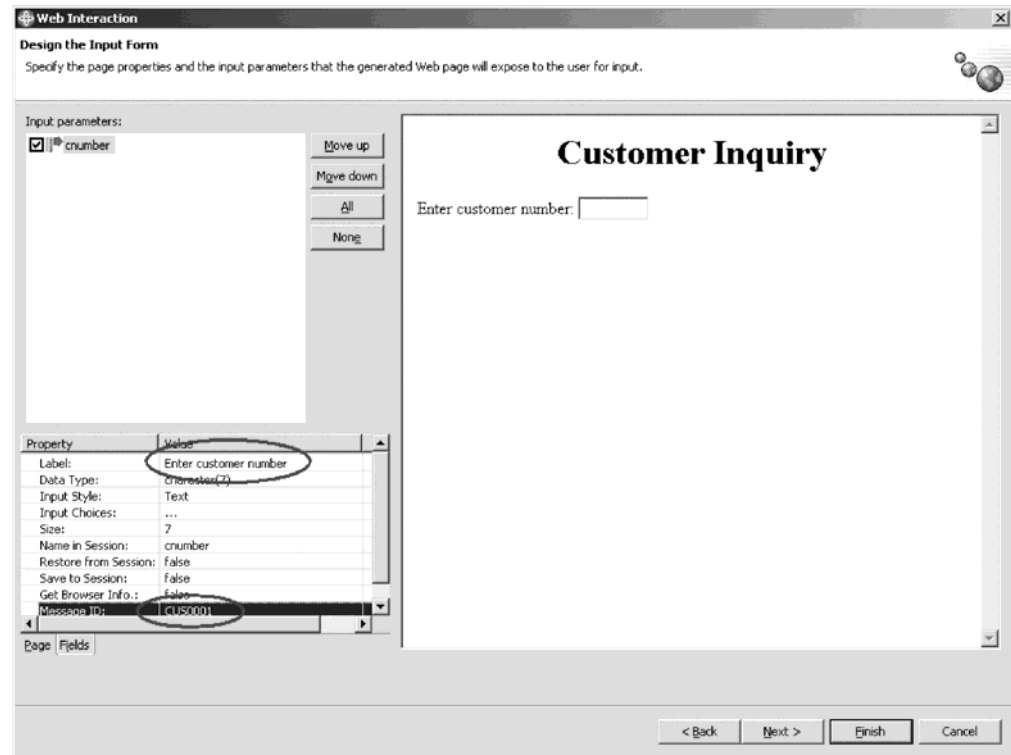 Web Interaction
Design the Input Form
Specify the page properties and the input parameters that the generated Web page will expose to the user for input.
Input parameters:
cnumber
Move up
Move down
All
None
Customer Inquiry
Enter customer number:
Property Value
Label: Enter customer number
Data Type: character(7)
Input Style: Text
Input Choices: ...
Size: 7
Name in Session: cnumber
Restore from Session: false
Save to Session: false
Get Browser Info.: false
Message ID: CUS0001
Page Fields
< Back Next > Finish Cancel